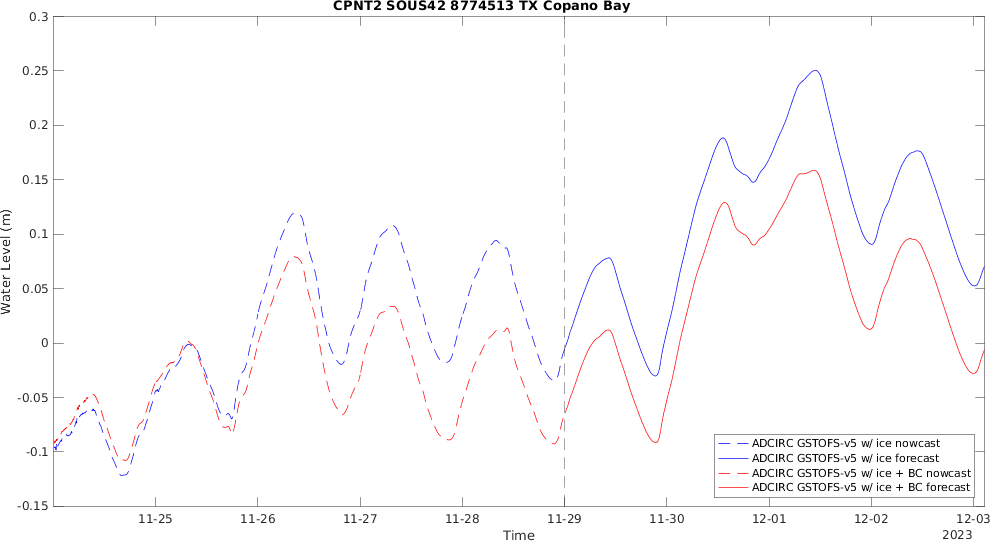 CPNT2 SOUS42 8774513 TX Copano Bay
0.3
0.25
0.2
0.15
0.1
0.05
0
-0.05
-0.1
-0.15
Water Level (m)
11-25 11-26 11-27 11-28 11-29 11-30 12-01 12-02 12-03
Time
2023
ADCIRC GSTOFS-v5 w/ ice nowcast
ADCIRC GSTOFS-v5 w/ ice forecast
ADCIRC GSTOFS-v5 w/ ice + BC nowcast
ADCIRC GSTOFS-v5 w/ ice + BC forecast